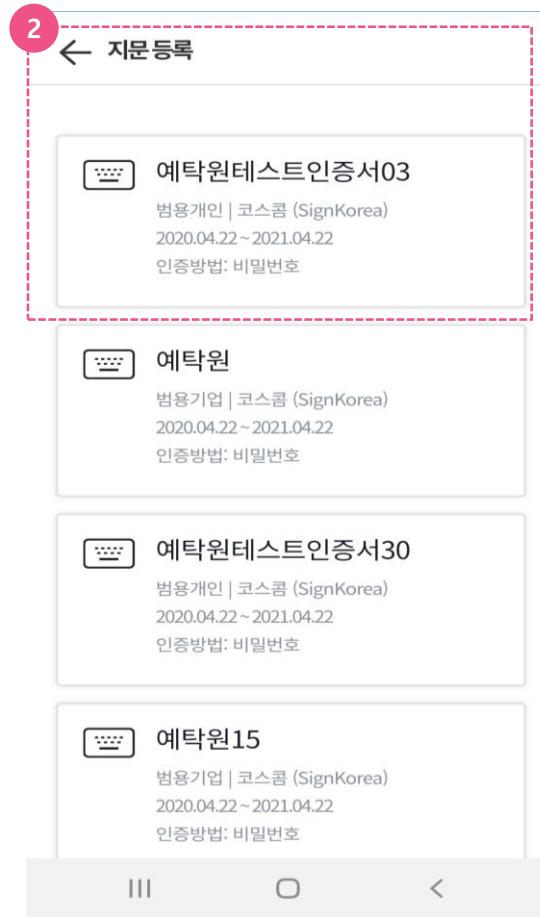 2
지문등록
예탁원테스트인증서03
범용개인 | 코스콤 (SignKorea)
2020.04.22 ~ 2021.04.22
인증방법: 비밀번호
예탁원
범용기업 | 코스콤 (SignKorea)
2020.04.22 ~ 2021.04.22
인증방법: 비밀번호
예탁원테스트인증서30
범용개인 | 코스콤 (SignKorea)
2020.04.22 ~ 2021.04.22
인증방법: 비밀번호
예탁원15
범용기업 | 코스콤 (SignKorea)
2020.04.22 ~ 2021.04.22
인증방법: 비밀번호